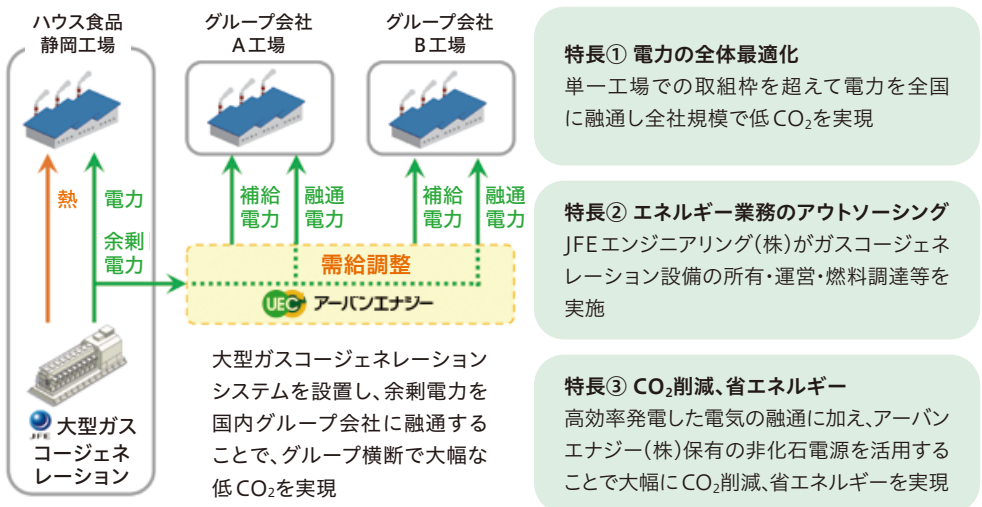 ハウス食品
静岡工場
グループ会社
A工場
グループ会社
B工場
熱
電力
余剰
電力
補給
電力
融通
電力
補給
電力
融通
電力
需給調整
UEC アーバンエナジー
JFE 大型ガス
コージェネ
レーション
大型ガスコージェネレーション
システムを設置し、余剰電力を
国内グループ会社に融通する
ことで、グループ横断で大幅な
低CO₂を実現
特長① 電力の全体最適化
単一工場での取組枠を超えて電力を全国
に融通し全社規模で低CO₂を実現
特長② エネルギー業務のアウトソーシング
JFEエンジニアリング(株)がガスコージェネ
レーション設備の所有・運営・燃料調達等を
実施
特長③ CO₂削減、省エネルギー
高効率発電した電気の融通に加え、アーバン
エナジー(株)保有の非化石電源を活用する
ことで大幅にCO₂削減、省エネルギーを実現